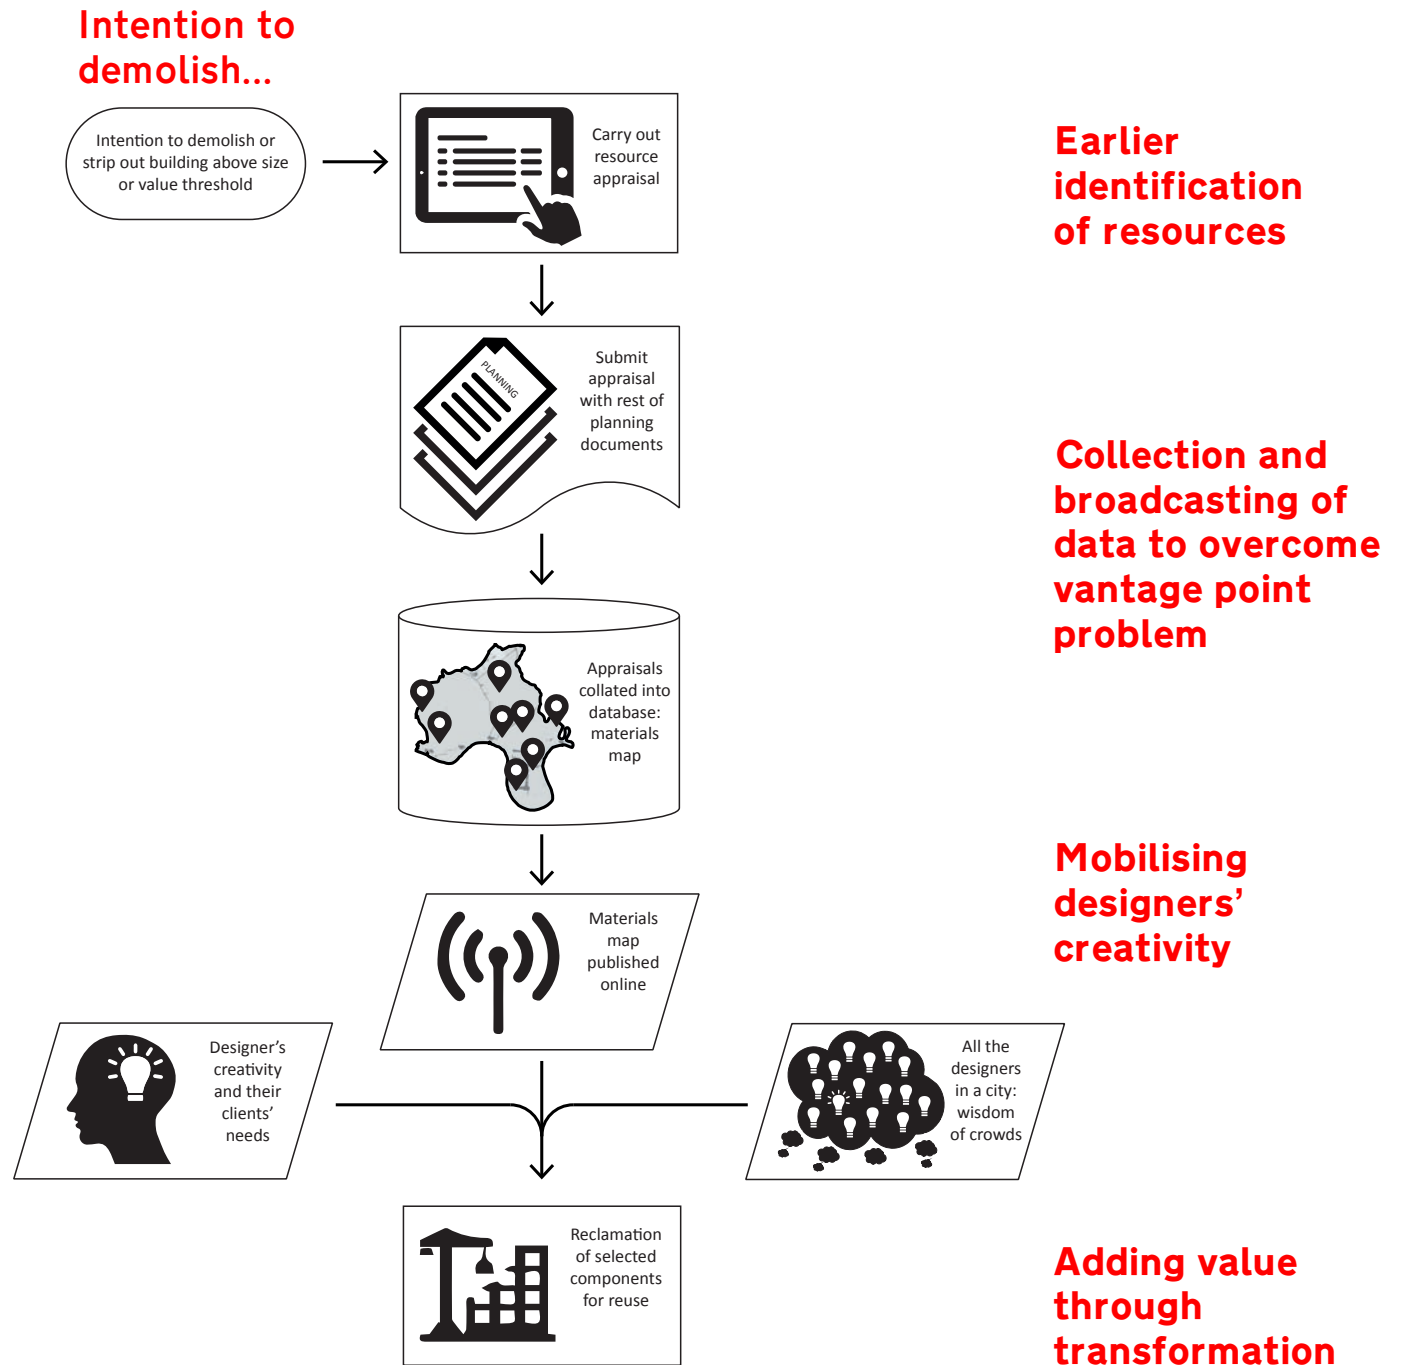 Intention to
demolish...
Intention to demolish or
strip out building above size
or value threshold
Carry out
resource
appraisal
Earlier
identification
of resources
PLANNING
Submit
appraisal
with rest of
planning
documents
Collection and
broadcasting of
data to overcome
vantage point
problem
Appraisals
collated into
database:
materials
map
Mobilising
designers’
creativity
Materials
map
published
online
Designer’s
creativity
and their
clients’
needs
All the
designers
in a city:
wisdom
of crowds
Reclamation
of selected
components
for reuse
Adding value
through
transformation